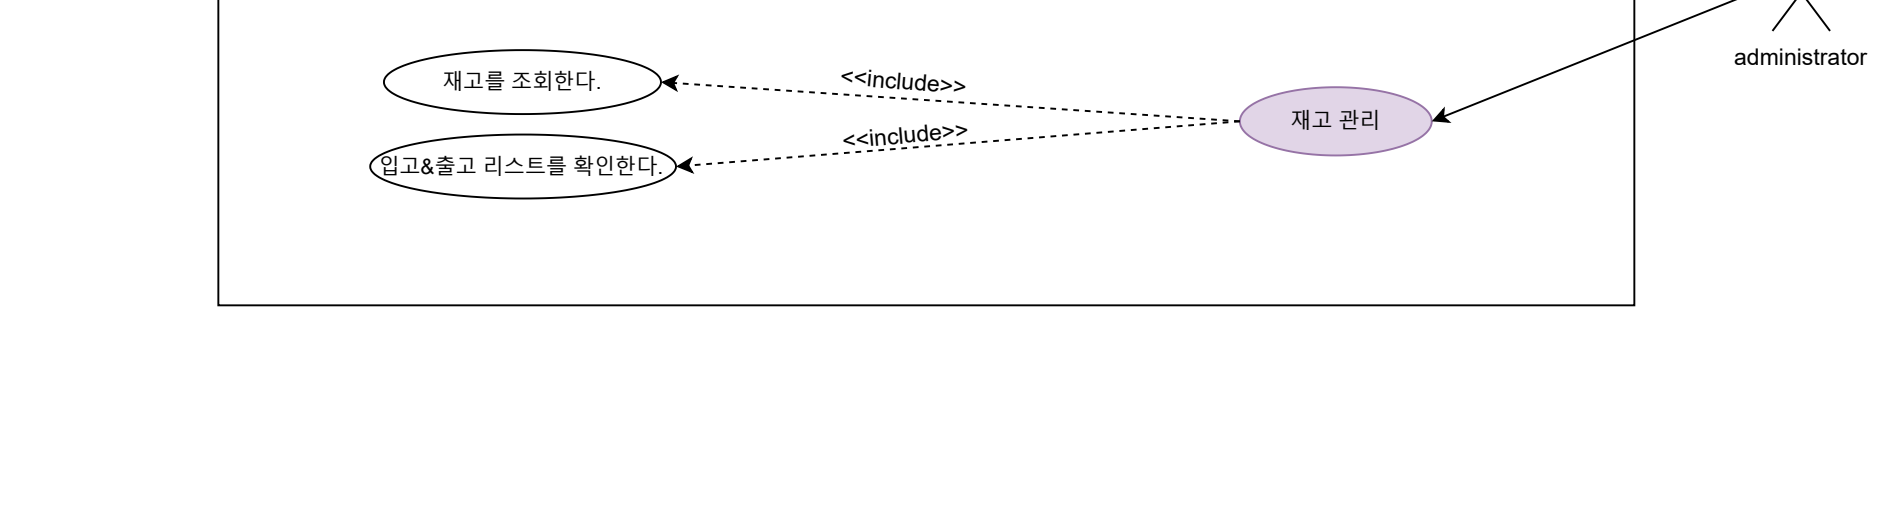 administrator
재고를 조회한다.
<<include>>
재고 관리
<<include>>
입고&출고 리스트를 확인한다.